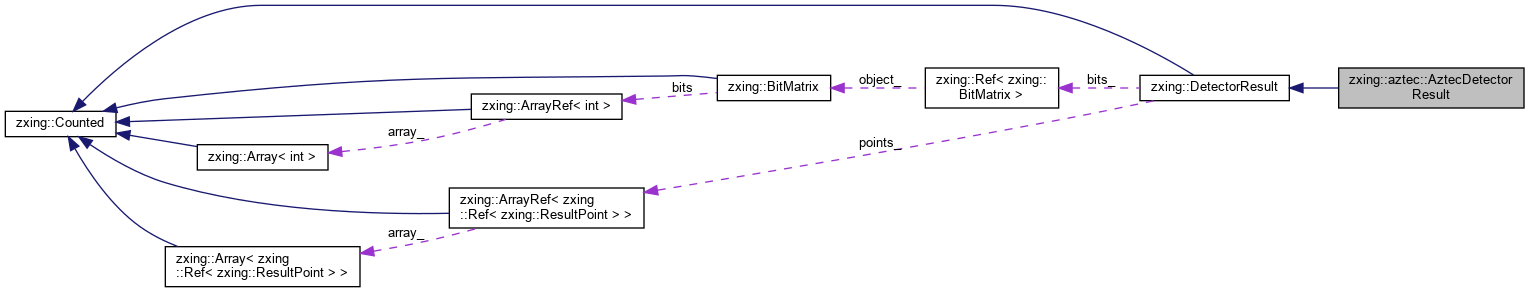 zxing::Counted
zxing::Array< int >
array_
zxing::ArrayRef< int >
bits
zxing::BitMatrix
object_
zxing::Ref< zxing::
BitMatrix >
bits_
zxing::DetectorResult
zxing::aztec::AztecDetector
Result
points_
zxing::ArrayRef< zxing
::Ref< zxing::ResultPoint > >
array_
zxing::Array< zxing
::Ref< zxing::ResultPoint > >